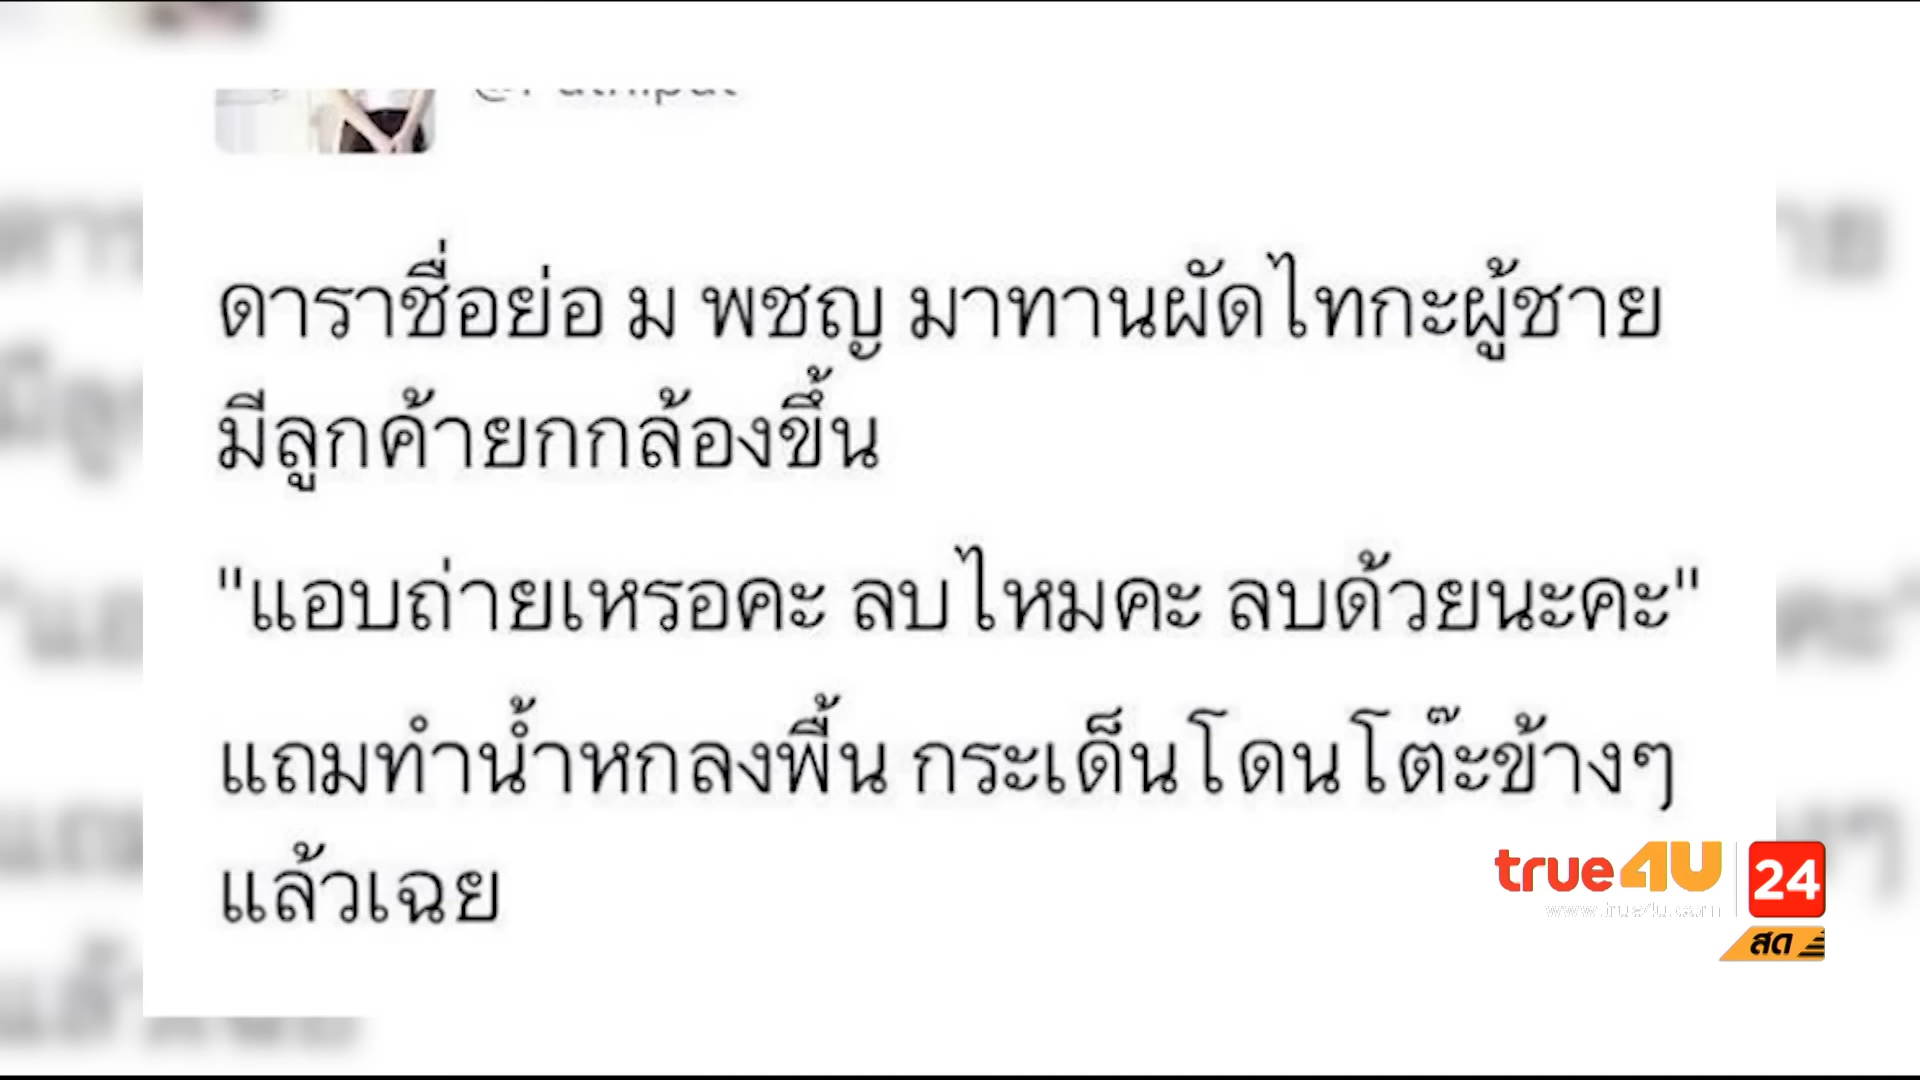 ดาราชื่อย่อ ม พชญ มาทานผัดไทกะผู้ชาย
มีลูกค้ายกกล้องขึ้น
"แอบถ่ายเหรอคะ ลบไหมคะ ลบด้วยนะคะ"
แถมทำน้ำหกลงพื้น กระเด็นโดนโต๊ะข้างๆ
แล้วเฉย
true4U 24
www.true4u.com
สด